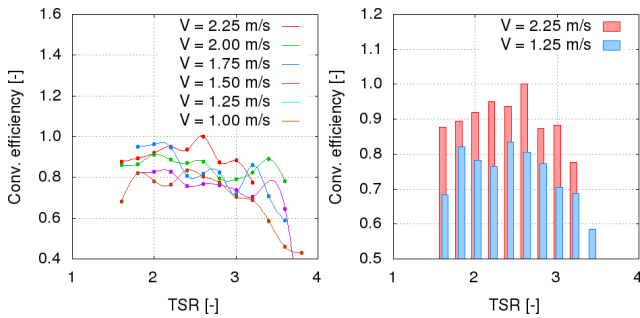 1.6
1.4
1.2
1.0
0.8
0.6
0.4
Conv. efficiency [-]
V = 2.25 m/s
V = 2.00 m/s
V = 1.75 m/s
V = 1.50 m/s
V = 1.25 m/s
V = 1.00 m/s
1 2 3 4
TSR [-]
1.2
1.1
1.0
0.9
0.8
0.7
0.6
0.5
Conv. efficiency [-]
V = 2.25 m/s
V = 1.25 m/s
1 2 3 4
TSR [-]